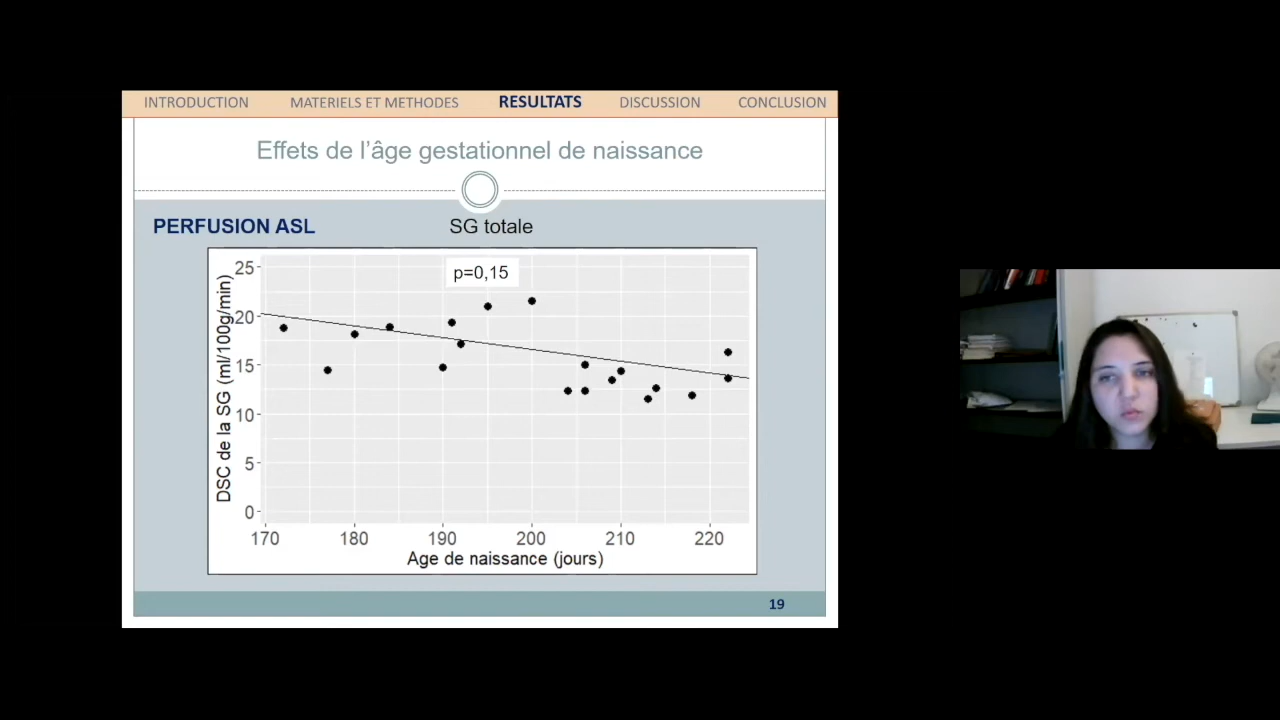 INTRODUCTION MATERIELS ET METHODES RESULTATS DISCUSSION CONCLUSION
Effets de l'âge gestationnel de naissance
PERFUSION ASL SG totale
p=0,15
DSC de la SG (ml/100g/min)
25
20
15
10
5
0
170 180 190 200 210 220
Age de naissance (jours)
19